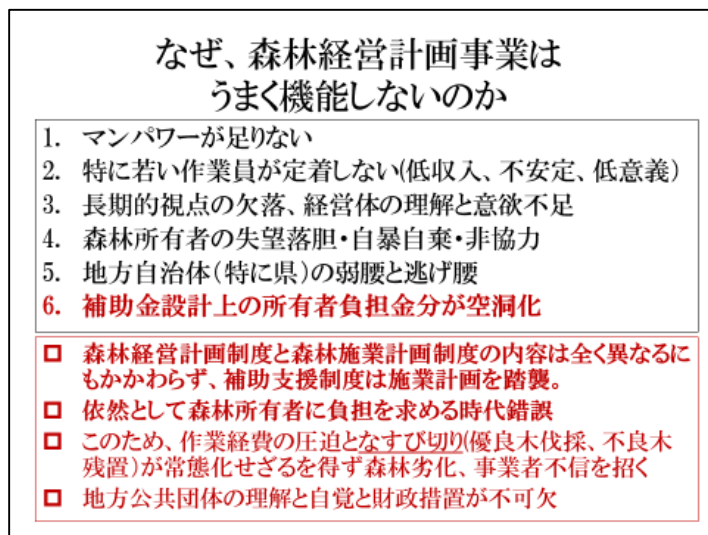 なぜ、森林経営計画事業は
うまく機能しないのか
1. マンパワーが足りない
2. 特に若い作業員が定着しない(低収入、不安定、低意義)
3. 長期的視点の欠落、経営体の理解と意欲不足
4. 森林所有者の失望落胆・自暴自棄・非協力
5. 地方自治体(特に県)の弱腰と逃げ腰
6. 補助金設計上の所有者負担金分が空洞化
森林経営計画制度と森林施業計画制度の内容は全く異なるに
もかかわらず、補助支援制度は施業計画を踏襲。
依然として森林所有者に負担を求める時代錯誤
このため、作業経費の圧迫となすび切り(優良木伐採、不良木
残置)が常態化せざるを得ず森林劣化、事業者不信を招く
地方公共団体の理解と自覚と財政措置が不可欠